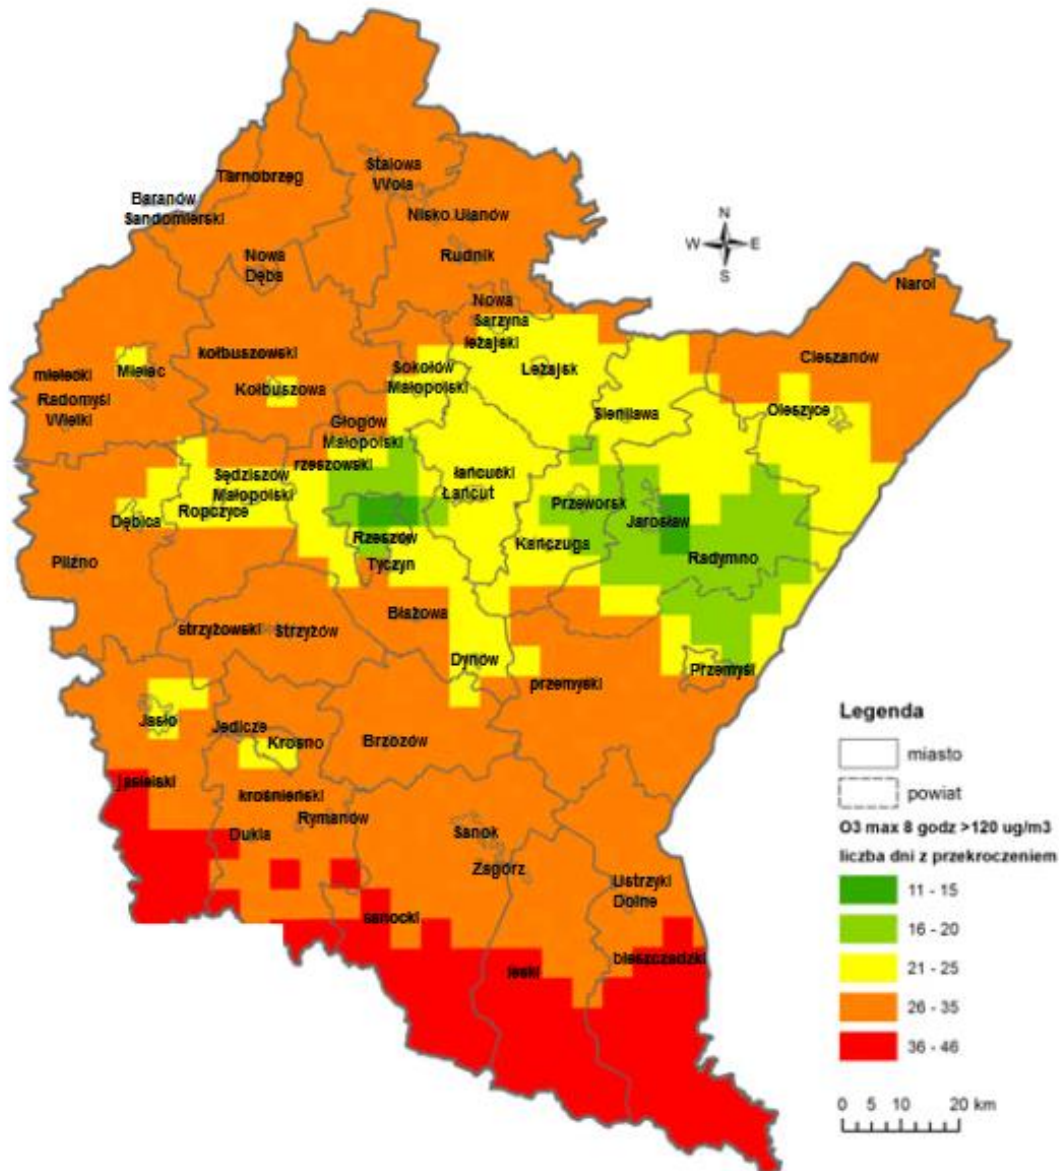 Stalowa
Wola
Tarnobrzeg
Baranów
Sandomierski
Nisko Ulanów
N
W E
S
Nowa
Dęba
Rudnik
Narol
Nowa
Sarzyna
leżajski
Cieszanów
kolbuszowski
Sokołów
Małopolski
Leżajsk
mielecki
Mielec
Radomyśl
Wielki
Kolbuszowa
Sieniawa
Oleszyce
Głogów
Małopolski
rzeszowski
Sędziszów
Małopolski
łańcucki
Łańcut
Przeworsk
Ropczyce
Dębica
Jarosław
Rzeszów
Kańczuga
Pilzno
Tyczyn
Radymno
Błażowa
strzyżowski
Strzyżów
Dynów
Przemyśl
przemyski
Jasło
Jedlicze
Krosno
Brzozów
jasielski
krośnieński
Rymanów
Dukla
Sanok
Zagórz
Ustrzyki
Dolne
sanocki
leski
bieszczadzki
Legenda
miasto
powiat
O3 max 8 godz >120 ug/m3
liczba dni z przekroczeniem
11 - 15
16 - 20
21 - 25
26 - 35
36 - 46
0 5 10 20 km